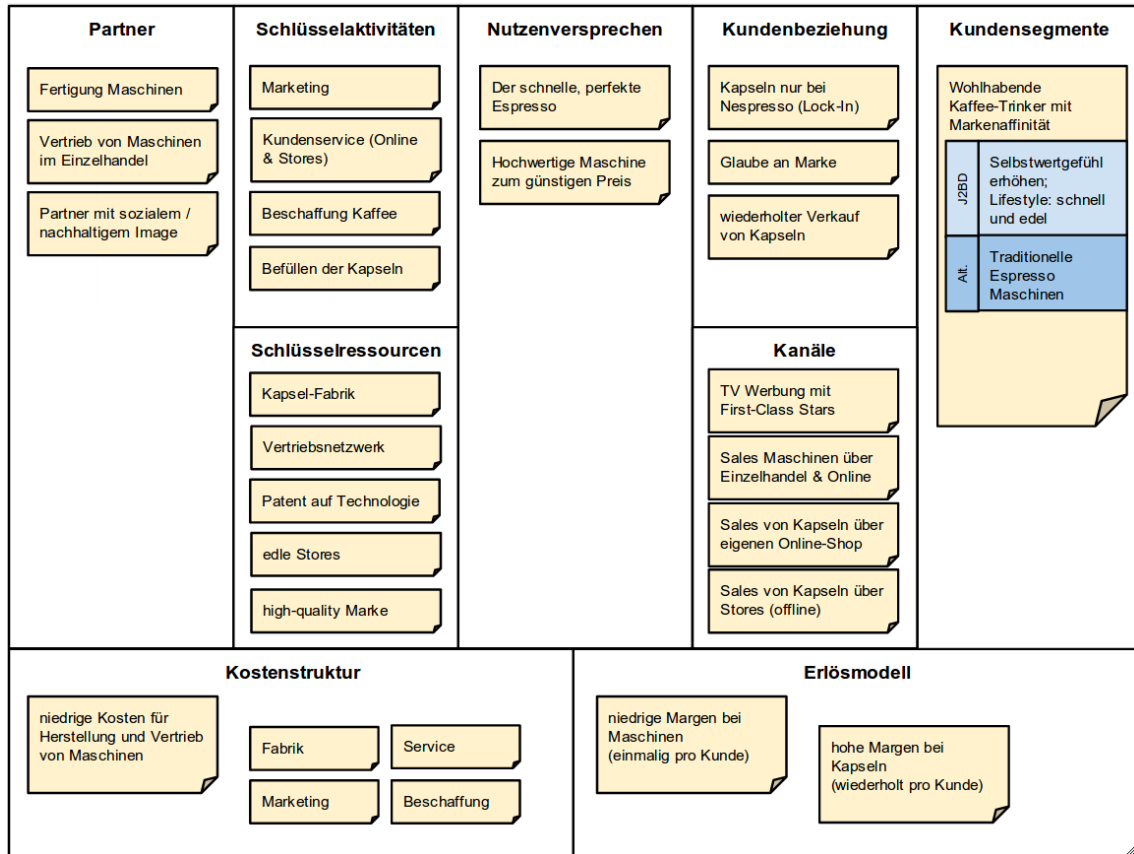 Partner
Fertigung Maschinen
Vertrieb von Maschinen
im Einzelhandel
Partner mit sozialem /
nachhaltigem Image
Schlüsselaktivitäten
Marketing
Kundenservice (Online
& Stores)
Beschaffung Kaffee
Befüllen der Kapseln
Schlüsselressourcen
Kapsel-Fabrik
Vertriebsnetzwerk
Patent auf Technologie
edle Stores
high-quality Marke
Nutzenversprechen
Der schnelle, perfekte
Espresso
Hochwertige Maschine
zum günstigen Preis
Kundenbeziehung
Kapseln nur bei
Nespresso (Lock-In)
Glaube an Marke
wiederholter Verkauf
von Kapseln
Kanäle
TV Werbung mit
First-Class Stars
Sales Maschinen über
Einzelhandel & Online
Sales von Kapseln über
eigenen Online-Shop
Sales von Kapseln über
Stores (offline)
Kundensegmente
Wohlhabende
Kaffee-Trinker mit
Markenaffinität
J2BD
Selbstwertgefühl
erhöhen;
Lifestyle: schnell
und edel
Alt.
Traditionelle
Espresso
Maschinen
Kostenstruktur
niedrige Kosten für
Herstellung und Vertrieb
von Maschinen
Fabrik
Service
Marketing
Beschaffung
Erlösmodell
niedrige Margen bei
Maschinen
(einmalig pro Kunde)
hohe Margen bei
Kapseln
(wiederholt pro Kunde)